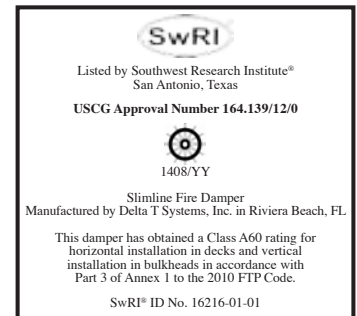 SwRI
Listed by Southwest Research Institute®
San Antonio, Texas
USCG Approval Number 164.139/12/0
1408/YY
Slimline Fire Damper
Manufactured by Delta T Systems, Inc. in Riviera Beach, FL
This damper has obtained a Class A60 rating for
horizontal installation in decks and vertical
installation in bulkheads in accordance with
Part 3 of Annex 1 to the 2010 FTP Code.
SwRI® ID No. 16216-01-01